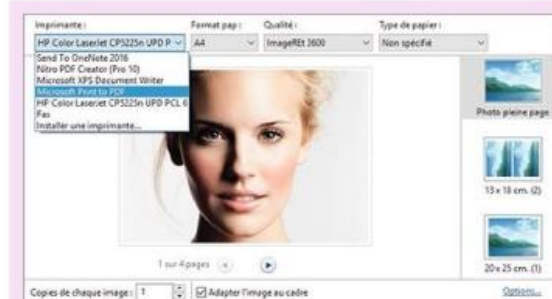 Imprimante : Format pap : Qualité : Type de papier :
HP Color LaserJet CP5225n UPD P A4 ImageREt 3600 Non spécifié
Send To OneNote 2016
Nitro PDF Creator (Pro 10)
Microsoft XPS Document Writer
Microsoft Print to PDF
HP Color LaserJet CP5225n UPD PCL 6
Fax
Installer une imprimante...
Photo pleine page
13 x 18 cm. (2)
20 x 25 cm. (1)
1 sur 4 pages
Copies de chaque image : 1 Adapter l'image au cadre Options...